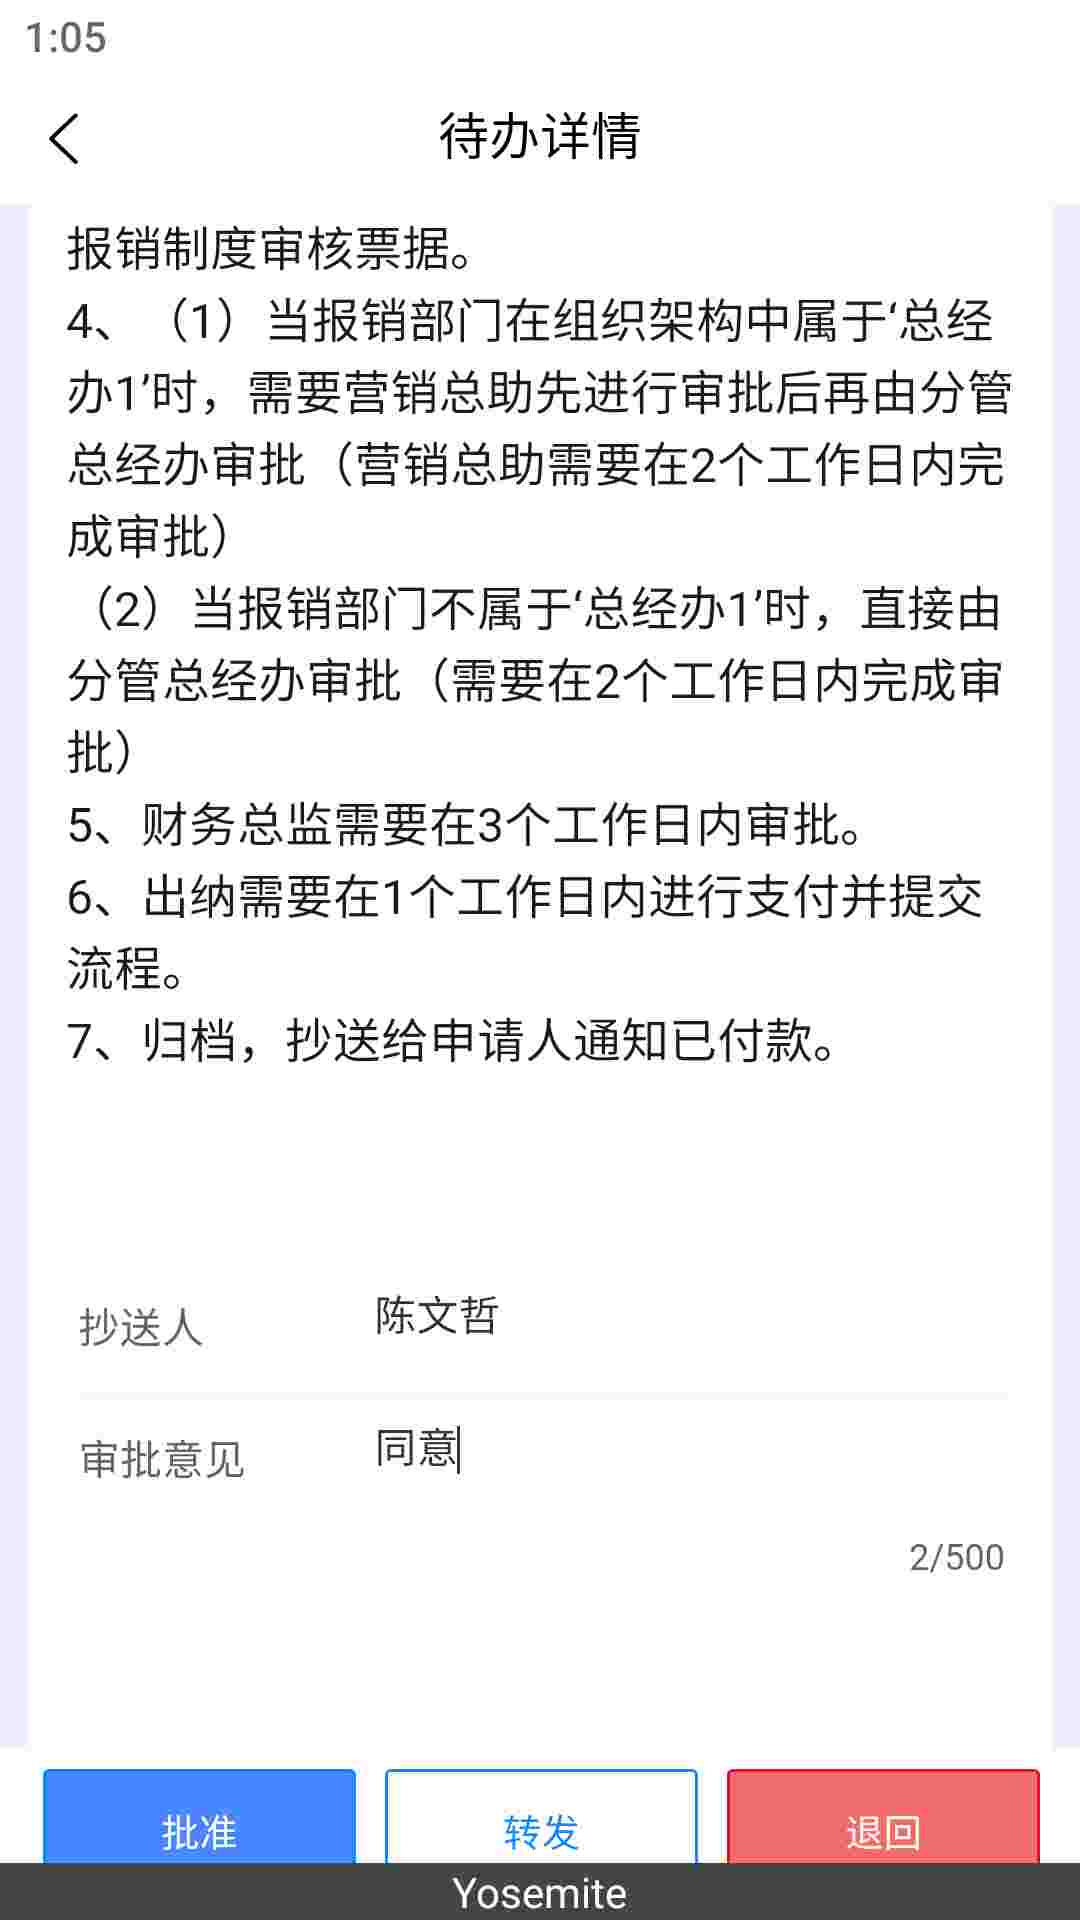 1:05
待办详情
报销制度审核票据。
4、（1）当报销部门在组织架构中属于‘总经
办1’时，需要营销总助先进行审批后再由分管
总经办审批（营销总助需要在2个工作日内完
成审批）
（2）当报销部门不属于‘总经办1’时，直接由
分管总经办审批（需要在2个工作日内完成审
批）
5、财务总监需要在3个工作日内审批。
6、出纳需要在1个工作日内进行支付并提交
流程。
7、归档，抄送给申请人通知已付款。
抄送人 陈文哲
审批意见 同意
2/500
批准 转发 退回
Yosemite